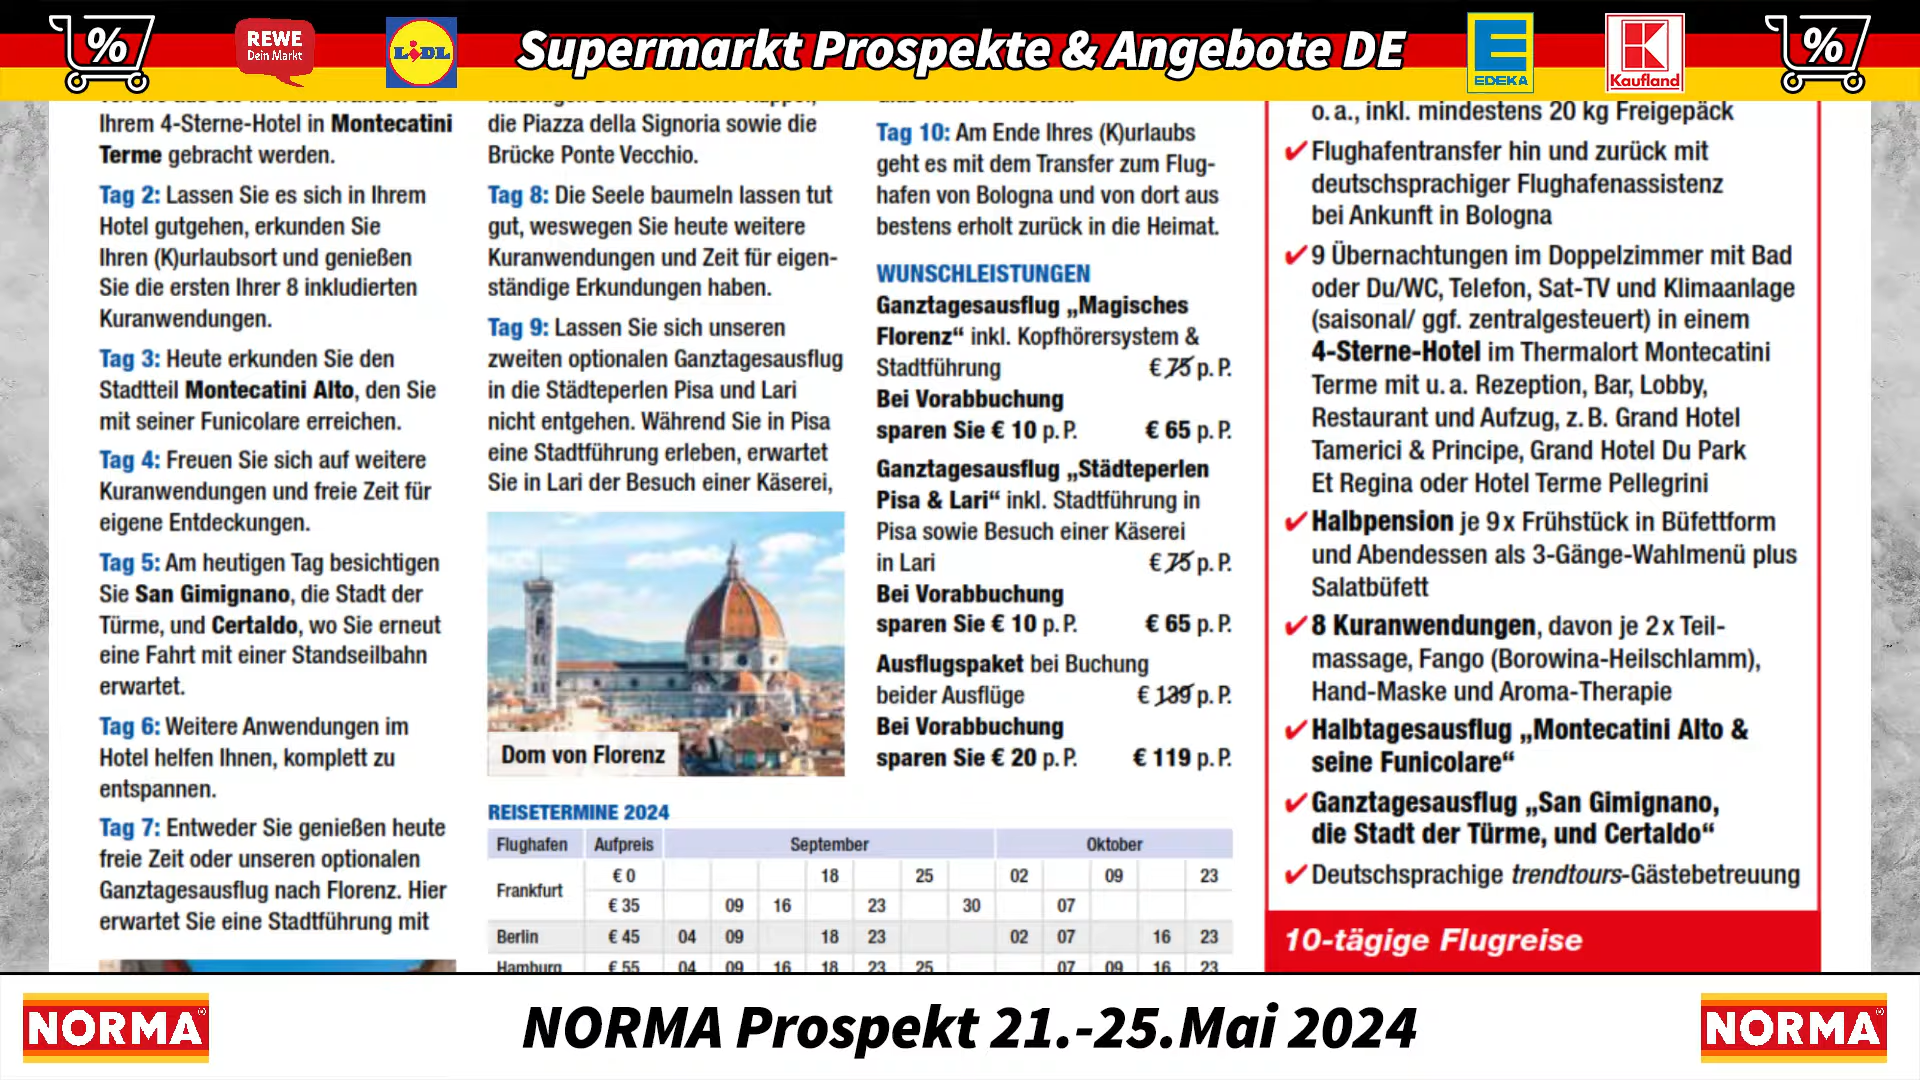 %
REWE
Dein Markt
LIDL
Supermarkt Prospekte & Angebote DE
E
EDEKA
K
Kaufland
%
Ihrem 4-Sterne-Hotel in Montecatini
Terme gebracht werden.
Tag 2: Lassen Sie es sich in Ihrem
Hotel gutgehen, erkunden Sie
Ihren (K)urlaubsort und genießen
Sie die ersten Ihrer 8 inkludierten
Kuranwendungen.
Tag 3: Heute erkunden Sie den
Stadtteil Montecatini Alto, den Sie
mit seiner Funicolare erreichen.
Tag 4: Freuen Sie sich auf weitere
Kuranwendungen und freie Zeit für
eigene Entdeckungen.
Tag 5: Am heutigen Tag besichtigen
Sie San Gimignano, die Stadt der
Türme, und Certaldo, wo Sie erneut
eine Fahrt mit einer Standseilbahn
erwartet.
Tag 6: Weitere Anwendungen im
Hotel helfen Ihnen, komplett zu
entspannen.
Tag 7: Entweder Sie genießen heute
freie Zeit oder unseren optionalen
Ganztagesausflug nach Florenz. Hier
erwartet Sie eine Stadtführung mit
die Piazza della Signoria sowie die
Brücke Ponte Vecchio.
Tag 8: Die Seele baumeln lassen tut
gut, weswegen Sie heute weitere
Kuranwendungen und Zeit für eigen-
ständige Erkundungen haben.
Tag 9: Lassen Sie sich unseren
zweiten optionalen Ganztagesausflug
in die Städteperlen Pisa und Lari
nicht entgehen. Während Sie in Pisa
eine Stadtführung erleben, erwartet
Sie in Lari der Besuch einer Käserei,
Dom von Florenz
Tag 10: Am Ende Ihres (K)urlaubs
geht es mit dem Transfer zum Flug-
hafen von Bologna und von dort aus
bestens erholt zurück in die Heimat.
WUNSCHLEISTUNGEN
Ganztagesausflug „Magisches
Florenz“ inkl. Kopfhörersystem &
Stadtführung € 75 p. P.
Bei Vorabbuchung
sparen Sie € 10 p. P. € 65 p. P.
Ganztagesausflug „Städteperlen
Pisa & Lari“ inkl. Stadtführung in
Pisa sowie Besuch einer Käserei
in Lari € 75 p. P.
Bei Vorabbuchung
sparen Sie € 10 p. P. € 65 p. P.
Ausflugspaket bei Buchung
beider Ausflüge € 139 p. P.
Bei Vorabbuchung
sparen Sie € 20 p. P. € 119 p. P.
REISETERMINE 2024
Flughafen Aufpreis September Oktober
Frankfurt € 0 18 25 02 09 23
€ 35 09 16 23 30 07
Berlin € 45 04 09 18 23 02 07 16 23
Hamburg € 55 04 09 16 18 23 25 07 09 16 23
o. a., inkl. mindestens 20 kg Freigepäck
✔ Flughafentransfer hin und zurück mit
deutschsprachiger Flughafenassistenz
bei Ankunft in Bologna
✔ 9 Übernachtungen im Doppelzimmer mit Bad
oder Du/WC, Telefon, Sat-TV und Klimaanlage
(saisonal/ ggf. zentralgesteuert) in einem
4-Sterne-Hotel im Thermalort Montecatini
Terme mit u. a. Rezeption, Bar, Lobby,
Restaurant und Aufzug, z. B. Grand Hotel
Tamerici & Principe, Grand Hotel Du Park
Et Regina oder Hotel Terme Pellegrini
✔ Halbpension je 9 x Frühstück in Büfettform
und Abendessen als 3-Gänge-Wahlmenü plus
Salatbüfett
✔ 8 Kuranwendungen, davon je 2 x Teil-
massage, Fango (Borowina-Heilschlamm),
Hand-Maske und Aroma-Therapie
✔ Halbtagesausflug „Montecatini Alto &
seine Funicolare“
✔ Ganztagesausflug „San Gimignano,
die Stadt der Türme, und Certaldo“
✔ Deutschsprachige trendtours-Gästebetreuung
10-tägige Flugreise
NORMA
NORMA Prospekt 21.-25.Mai 2024
NORMA